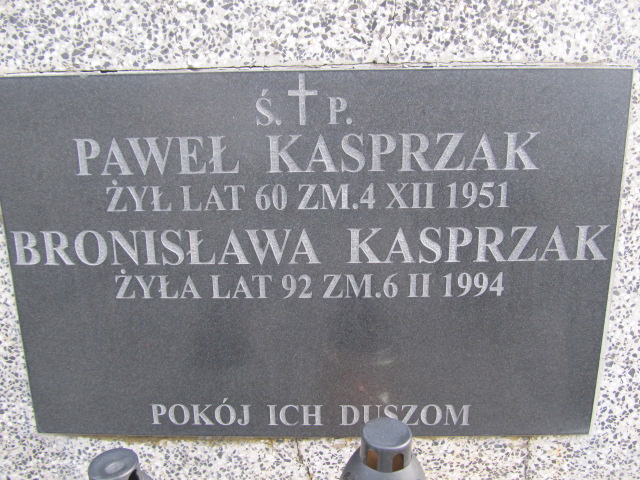 Ś. P.
PAWEŁ KASPRZAK
ŻYŁ LAT 60 ZM.4 XII 1951
BRONISŁAWA KASPRZAK
ŻYŁA LAT 92 ZM.6 II 1994
POKÓJ ICH DUSZOM